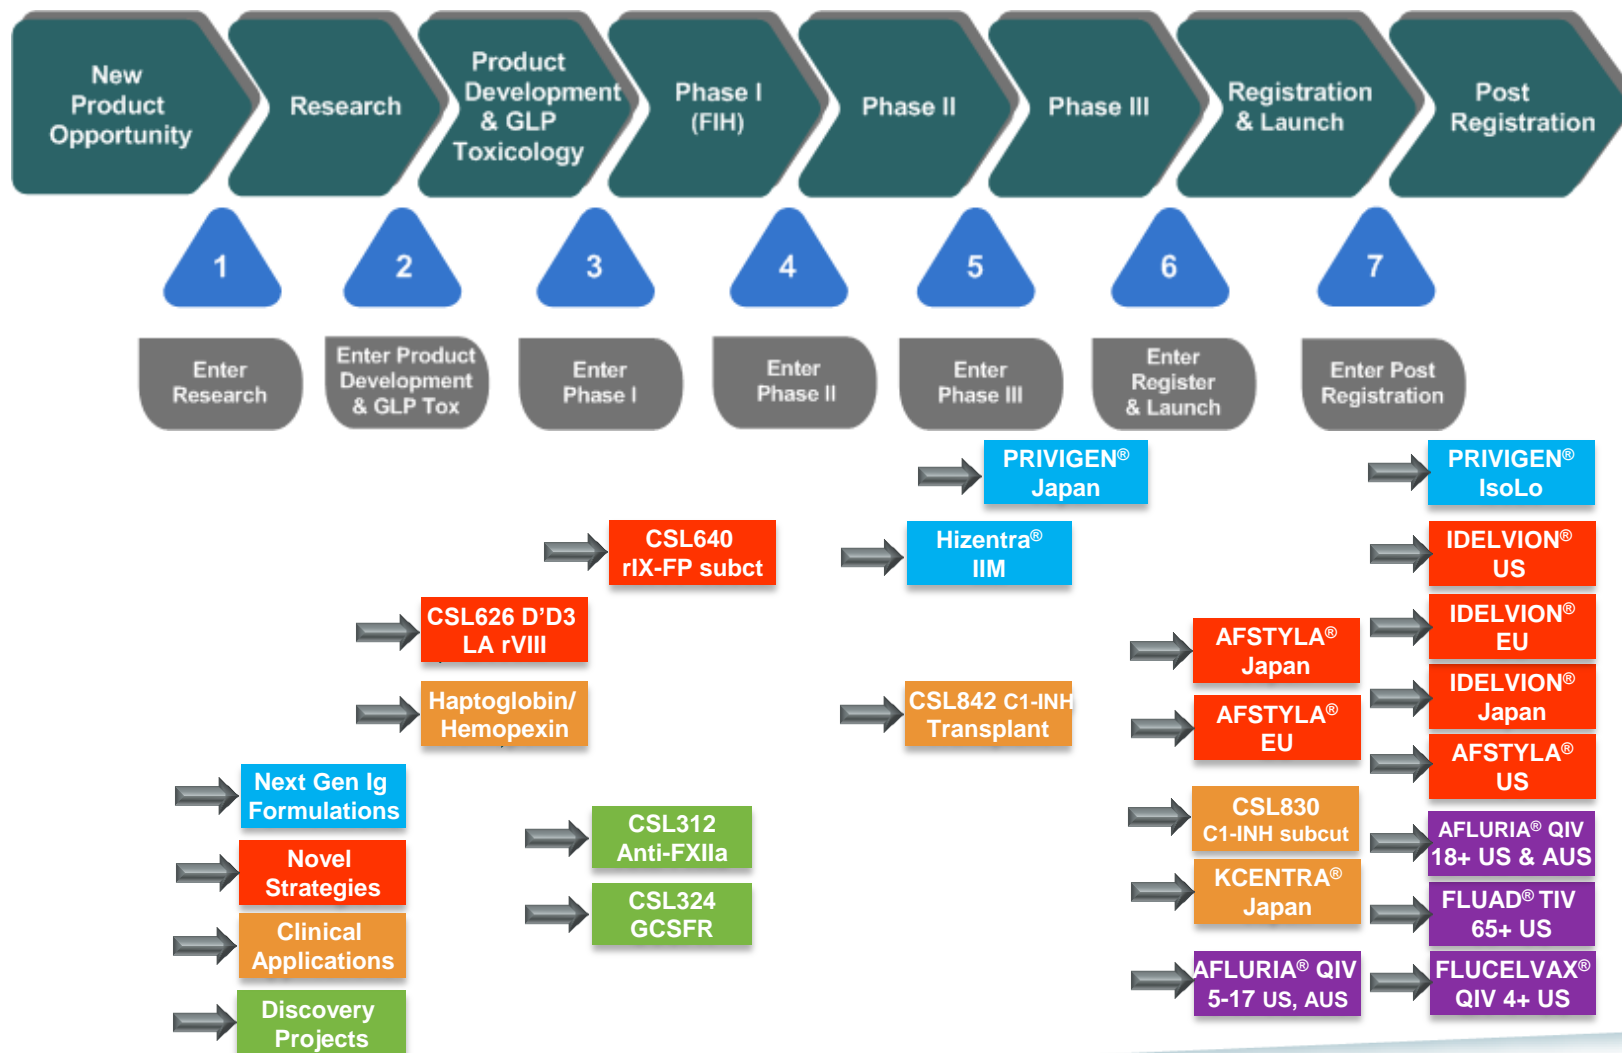 New
Product
Opportunity
Research
Product
Development
& GLP
Toxicology
Phase I
(FIH)
Phase II
Phase III
Registration
& Launch
Post
Registration
1
2
3
4
5
6
7
Enter
Research
Enter Product
Development
& GLP Tox
Enter
Phase I
Enter
Phase II
Enter
Phase III
Enter
Register
& Launch
Enter Post
Registration
PRIVIGEN®
Japan
PRIVIGEN®
IsoLo
CSL640
rIX-FP subct
Hizentra®
IIM
IDELVION®
US
CSL626 D’D3
LA rVIII
AFSTYLA®
Japan
IDELVION®
EU
Haptoglobin/
Hemopexin
CSL842 C1-INH
Transplant
AFSTYLA®
EU
IDELVION®
Japan
AFSTYLA®
US
Next Gen Ig
Formulations
CSL312
Anti-FXIIa
CSL830
C1-INH subcut
AFLURIA® QIV
18+ US & AUS
Novel
Strategies
CSL324
GCSFR
KCENTRA®
Japan
FLUAD® TIV
65+ US
Clinical
Applications
AFLURIA® QIV
5-17 US, AUS
FLUCELVAX®
QIV 4+ US
Discovery
Projects